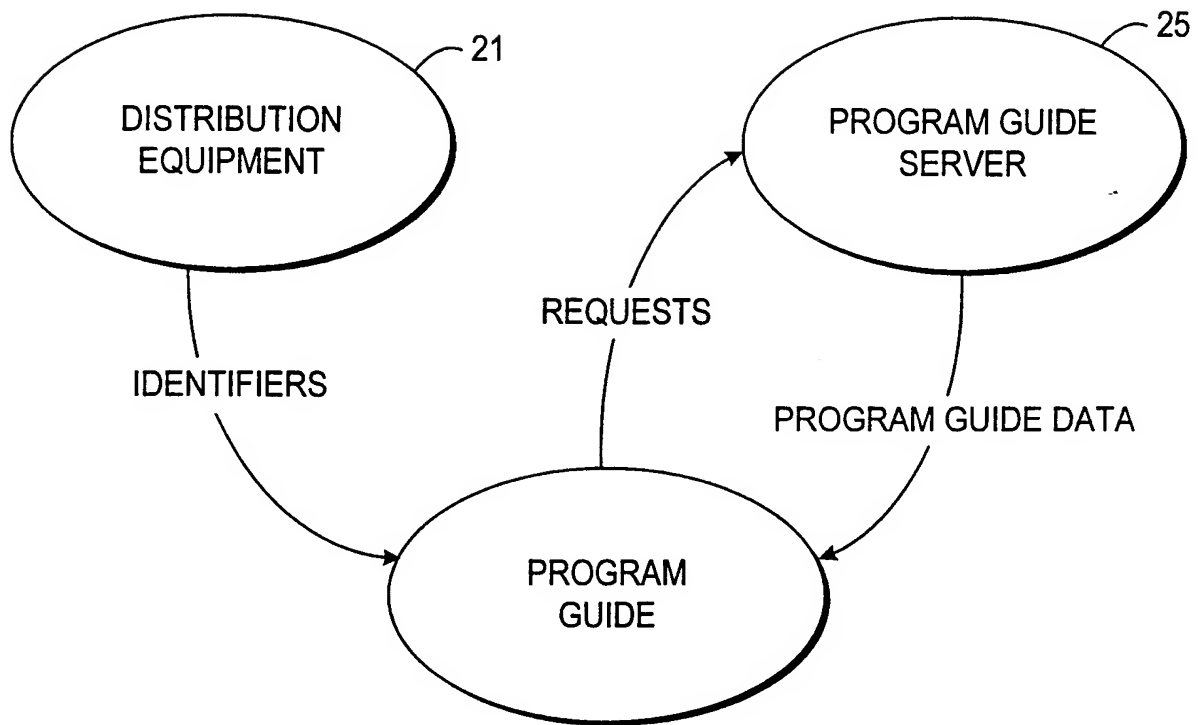 21
25
DISTRIBUTION
EQUIPMENT
PROGRAM GUIDE
SERVER
REQUESTS
IDENTIFIERS
PROGRAM GUIDE DATA
PROGRAM
GUIDE